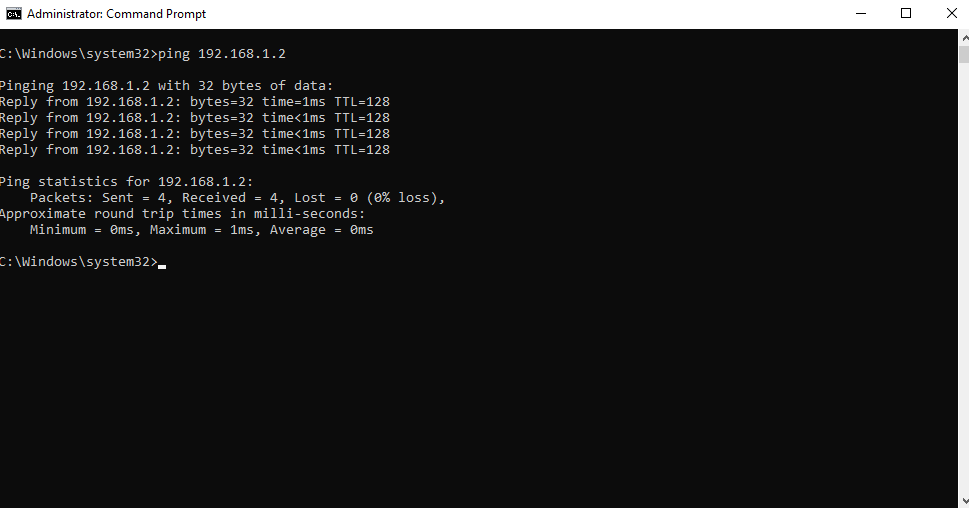 Administrator: Command Prompt
C:\Windows\system32>ping 192.168.1.2
Pinging 192.168.1.2 with 32 bytes of data:
Reply from 192.168.1.2: bytes=32 time=1ms TTL=128
Reply from 192.168.1.2: bytes=32 time<1ms TTL=128
Reply from 192.168.1.2: bytes=32 time<1ms TTL=128
Reply from 192.168.1.2: bytes=32 time<1ms TTL=128
Ping statistics for 192.168.1.2:
    Packets: Sent = 4, Received = 4, Lost = 0 (0% loss),
Approximate round trip times in milli-seconds:
    Minimum = 0ms, Maximum = 1ms, Average = 0ms
C:\Windows\system32>